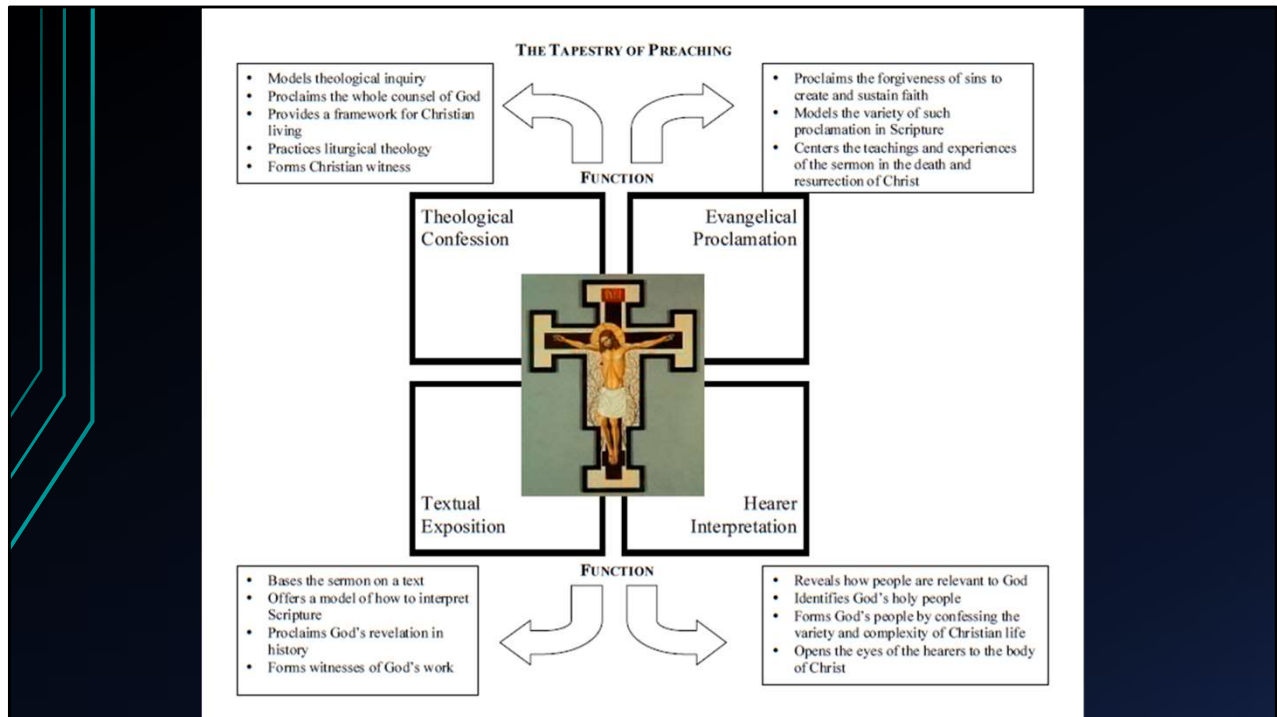 THE TAPESTRY OF PREACHING
• Models theological inquiry
• Proclaims the whole counsel of God
• Provides a framework for Christian
living
• Practices liturgical theology
• Forms Christian witness
• Proclaims the forgiveness of sins to
create and sustain faith
• Models the variety of such
proclamation in Scripture
• Centers the teachings and experiences
of the sermon in the death and
resurrection of Christ
FUNCTION
Theological
Confession
Evangelical
Proclamation
Textual
Exposition
Hearer
Interpretation
FUNCTION
• Bases the sermon on a text
• Offers a model of how to interpret
Scripture
• Proclaims God's revelation in
history
• Forms witnesses of God's work
• Reveals how people are relevant to God
• Identifies God's holy people
• Forms God's people by confessing the
variety and complexity of Christian life
• Opens the eyes of the hearers to the body
of Christ